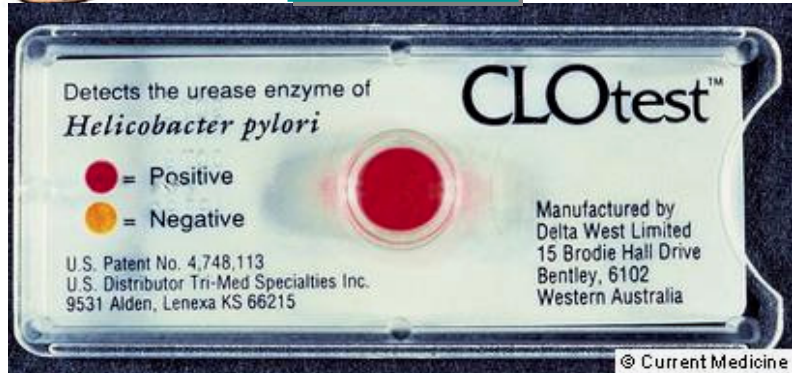 Detects the urease enzyme of
Helicobacter pylori
= Positive
= Negative
U.S. Patent No. 4,748,113
U.S. Distributor Tri-Med Specialties Inc.
9531 Alden, Lenexa KS 66215
CLOtest™
Manufactured by
Delta West Limited
15 Brodie Hall Drive
Bentley, 6102
Western Australia
© Current Medicine